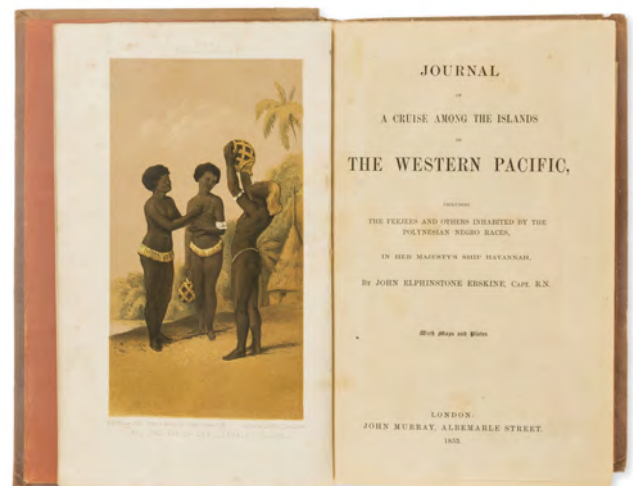 JOURNAL
OF
A CRUISE AMONG THE ISLANDS
OF
THE WESTERN PACIFIC,
INCLUDING
THE FEEJEES AND OTHERS INHABITED BY THE
POLYNESIAN NEGRO RACES,
IN HER MAJESTY'S SHIP HAVANNAH.
BY JOHN ELPHINSTONE ERSKINE, CAPT. R.N.
With Maps and Plates
LONDON:
JOHN MURRAY, ALBEMARLE STREET.
1853.